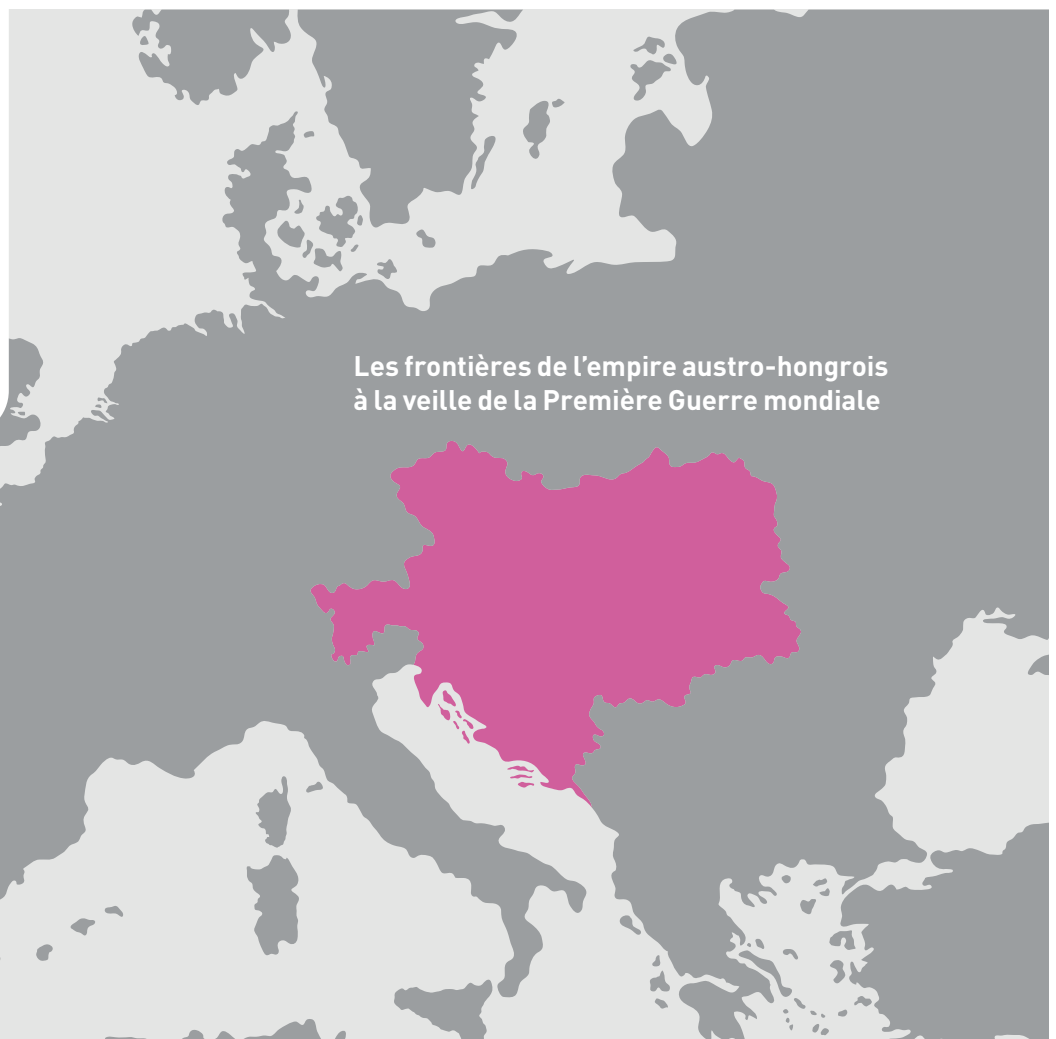 Les frontières de l’empire austro-hongrois
à la veille de la Première Guerre mondiale